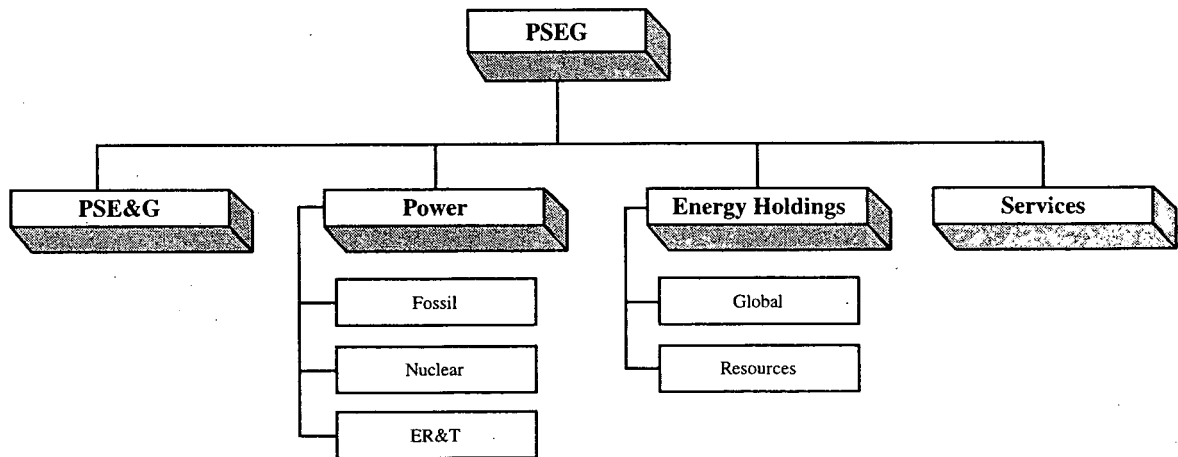 PSEG
PSE&G
Power
Energy Holdings
Services
Fossil
Global
Nuclear
Resources
ER&T